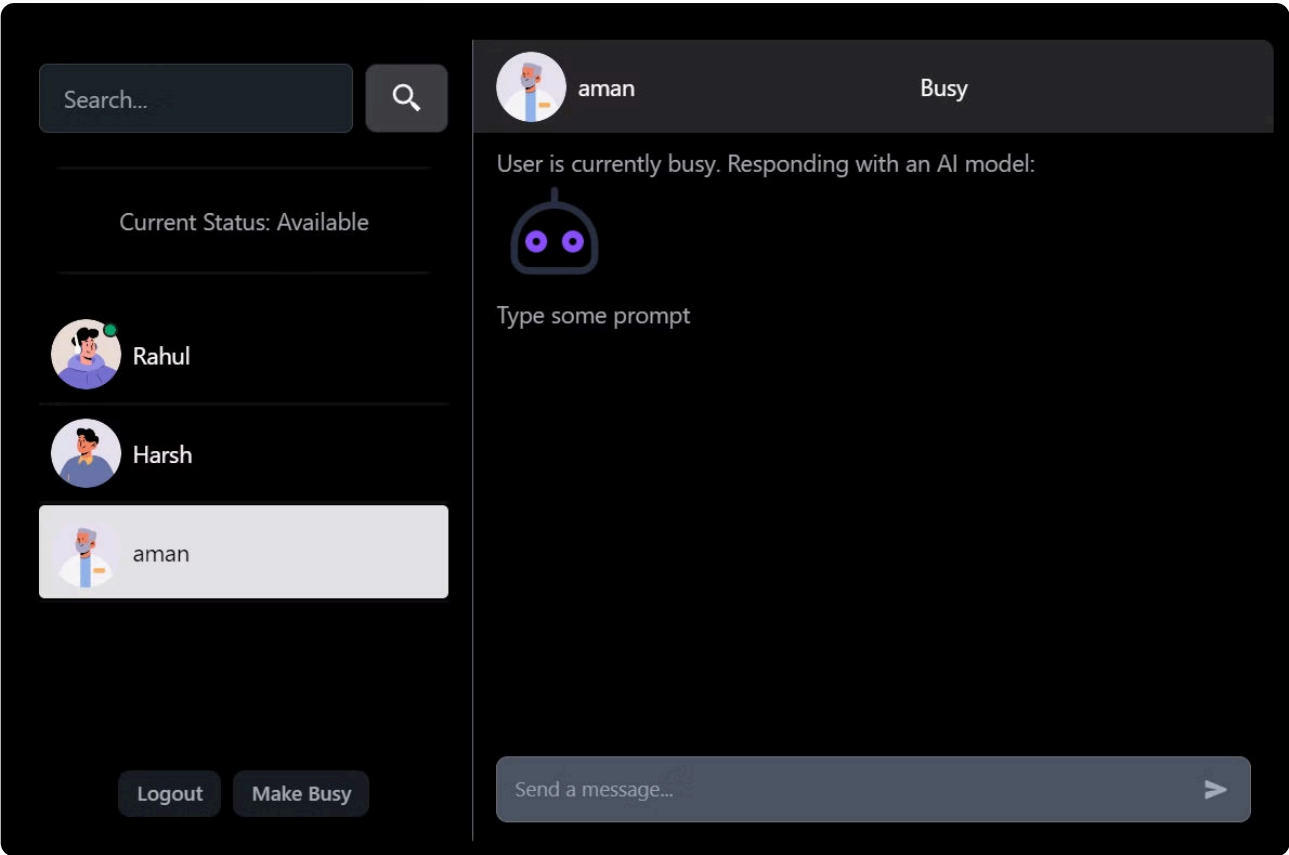 Search...
Current Status: Available
Rahul
Harsh
aman
Logout
Make Busy
aman
Busy
User is currently busy. Responding with an AI model:
Type some prompt
Send a message...